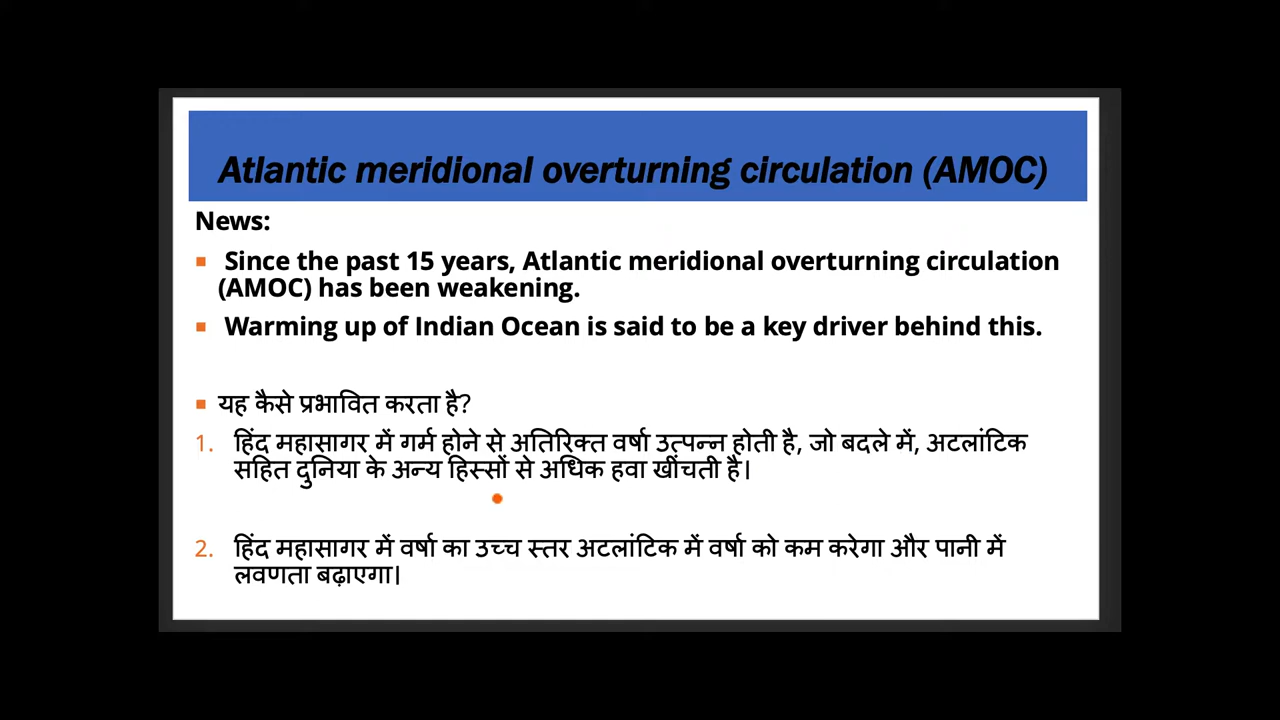 Atlantic meridional overturning circulation (AMOC)
News:
Since the past 15 years, Atlantic meridional overturning circulation
(AMOC) has been weakening.
Warming up of Indian Ocean is said to be a key driver behind this.
यह कैसे प्रभावित करता है?
1. हिंद महासागर में गर्म होने से अतिरिक्त वर्षा उत्पन्न होती है, जो बदले में, अटलांटिक
सहित दुनिया के अन्य हिस्सों से अधिक हवा खींचती है।
2. हिंद महासागर में वर्षा का उच्च स्तर अटलांटिक में वर्षा को कम करेगा और पानी में
लवणता बढ़ाएगा।